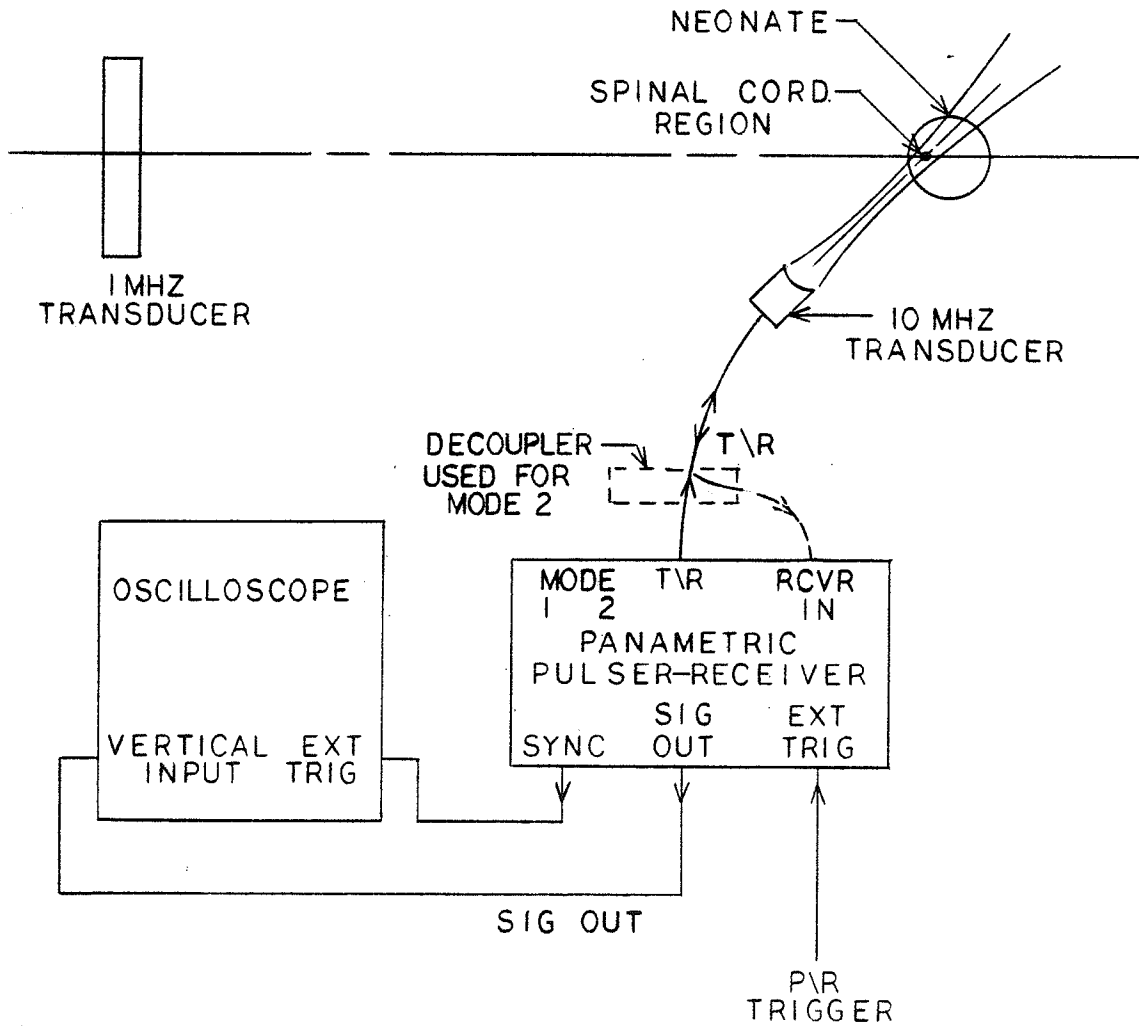 NEONATE
SPINAL CORD
REGION
1 MHZ
TRANSDUCER
10 MHZ
TRANSDUCER
DECOUPLER
USED FOR
MODE 2
T\R
OSCILLOSCOPE
VERTICAL
INPUT
EXT
TRIG
MODE
1 2
T\R
RCVR
IN
PANAMETRIC
PULSER-RECEIVER
SYNC
SIG
OUT
EXT
TRIG
SIG OUT
P\R
TRIGGER